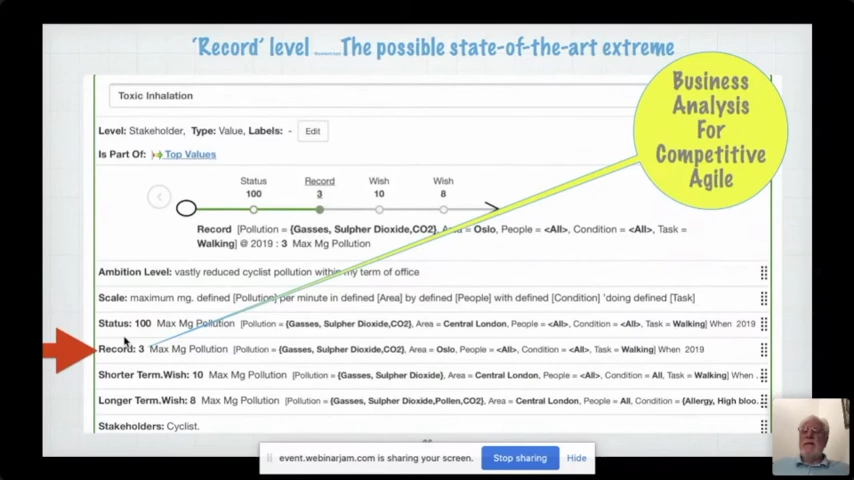 'Record' level ... The possible state-of-the-art extreme
Business
Analysis
For
Competitive
Agile
Toxic Inhalation
Level: Stakeholder, Type: Value, Labels: - Edit
Is Part Of: Top Values
Status Record Wish Wish
100 3 10 8
Record [Pollution = {Gasses, Sulpher Dioxide,CO2}, Area = Oslo, People = <All>, Condition = <All>, Task =
Walking] @ 2019 : 3 Max Mg Pollution
Ambition Level: vastly reduced cyclist pollution within my term of office
Scale: maximum mg. defined [Pollution] per minute in defined [Area] by defined [People] with defined [Condition] 'doing defined [Task]
Status: 100 Max Mg Pollution [Pollution = {Gasses, Sulpher Dioxide,CO2}, Area = Central London, People = <All>, Condition = <All>, Task = Walking] When 2019
Record: 3 Max Mg Pollution [Pollution = {Gasses, Sulpher Dioxide,CO2}, Area = Oslo, People = <All>, Condition = <All>, Task = Walking] When 2019
Shorter Term.Wish: 10 Max Mg Pollution [Pollution = {Gasses, Sulpher Dioxide}, Area = Central London, People = <All>, Condition = All, Task = Walking] When .
Longer Term.Wish: 8 Max Mg Pollution [Pollution = {Gasses, Sulpher Dioxide,Pollen,CO2}, Area = Central London, People = All, Condition = {Allergy, High bloo.
Stakeholders: Cyclist.
event.webinarjam.com is sharing your screen. Stop sharing Hide